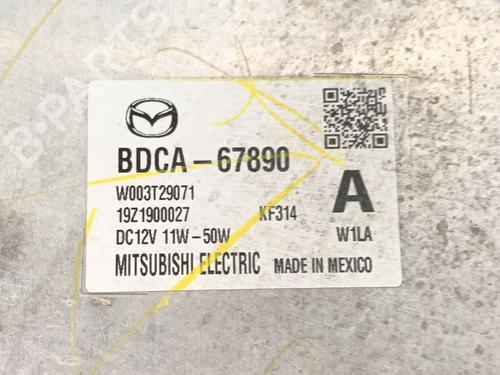 BDCA-67890
W003T29071
19Z1900027 KF314
DC12V 11W-50W
A
W1LA
MITSUBISHI ELECTRIC MADE IN MEXICO
B-PARTS